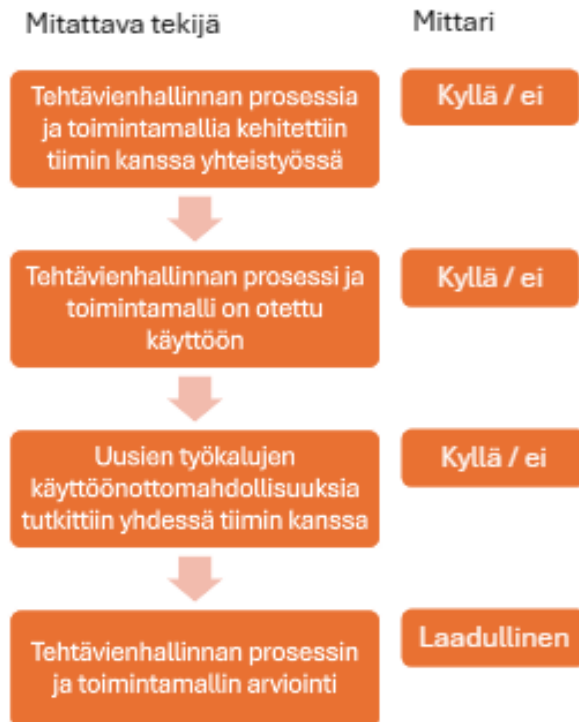 Mitattava tekijä
Mittari
Tehtävienhallinnan prosessia
ja toimintamallia kehitettiin
tiimin kanssa yhteistyössä
Kyllä / ei
Tehtävienhallinnan prosessi ja
toimintamalli on otettu
käyttöön
Kyllä / ei
Uusien työkalujen
käyttöönottomahdollisuuksia
tutkittiin yhdessä tiimin kanssa
Kyllä / ei
Tehtävienhallinnan prosessin
ja toimintamallin arviointi
Laadullinen